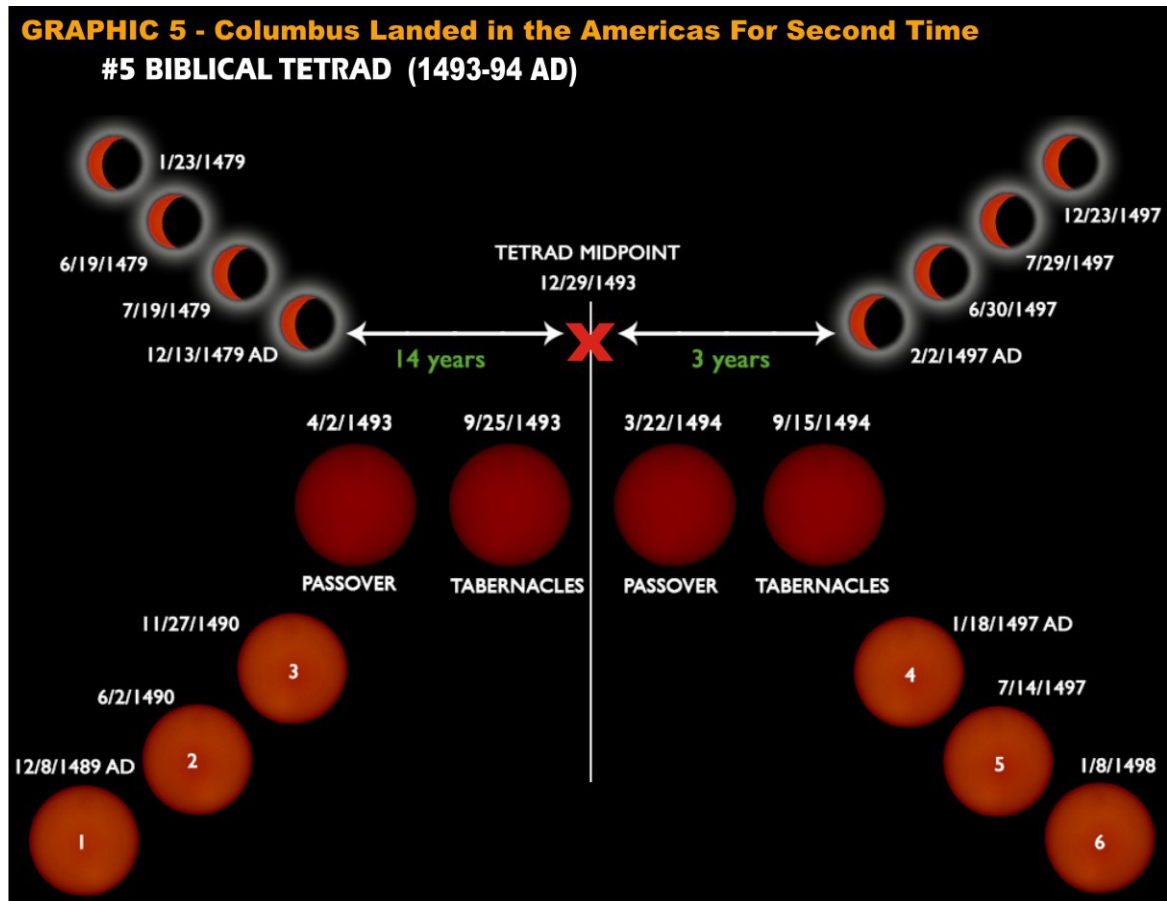 GRAPHIC 5 - Columbus Landed in the Americas For Second Time
#5 BIBLICAL TETRAD (1493-94 AD)
1/23/1479
6/19/1479
7/19/1479
12/13/1479 AD
TETRAD MIDPOINT
12/29/1493
X
14 years
3 years
12/23/1497
7/29/1497
6/30/1497
2/2/1497 AD
4/2/1493
9/25/1493
3/22/1494
9/15/1494
PASSOVER
TABERNACLES
PASSOVER
TABERNACLES
11/27/1490
3
6/2/1490
2
12/8/1489 AD
1
1/18/1497 AD
4
7/14/1497
5
1/8/1498
6